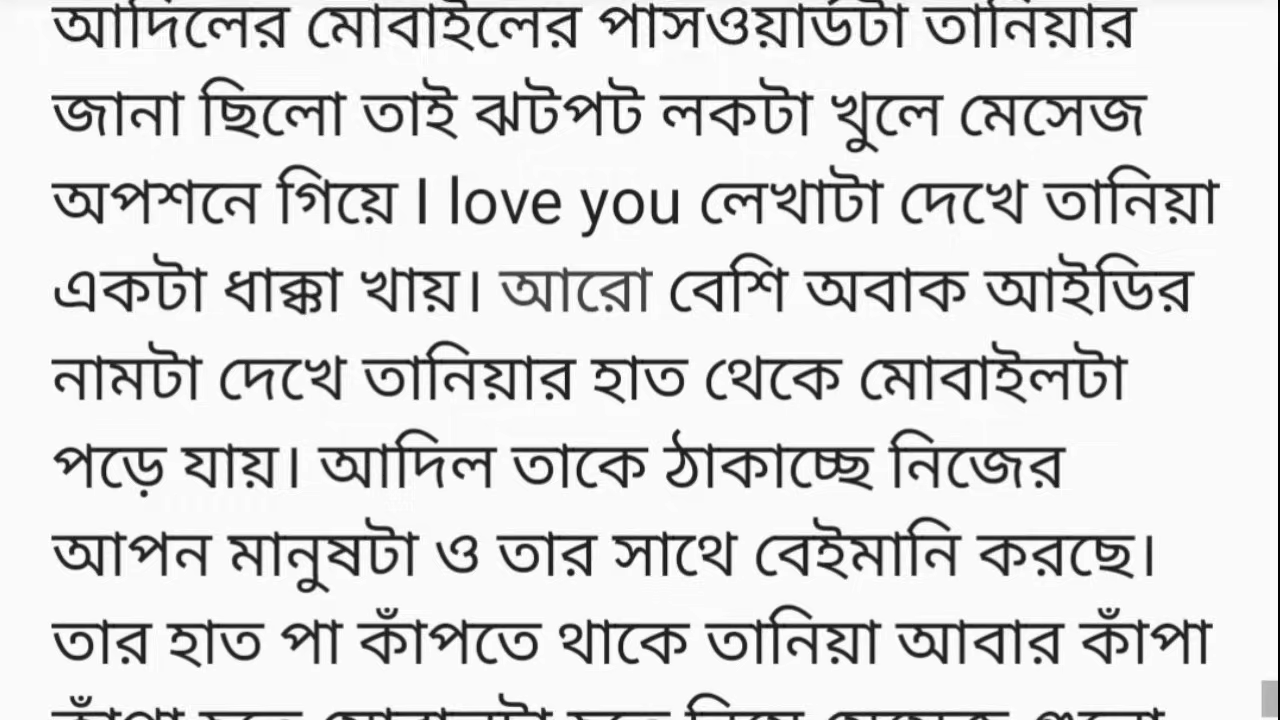 আদিলের মোবাইলের পাসওয়ার্ডটা তানিয়ার
জানা ছিলো তাই ঝটপট লকটা খুলে মেসেজ
অপশনে গিয়ে I love you লেখাটা দেখে তানিয়া
একটা ধাক্কা খায়। আরো বেশি অবাক আইডির
নামটা দেখে তানিয়ার হাত থেকে মোবাইলটা
পড়ে যায়। আদিল তাকে ঠাকাচ্ছে নিজের
আপন মানুষটা ও তার সাথে বেইমানি করছে।
তার হাত পা কাঁপতে থাকে তানিয়া আবার কাঁপা
কাঁপা